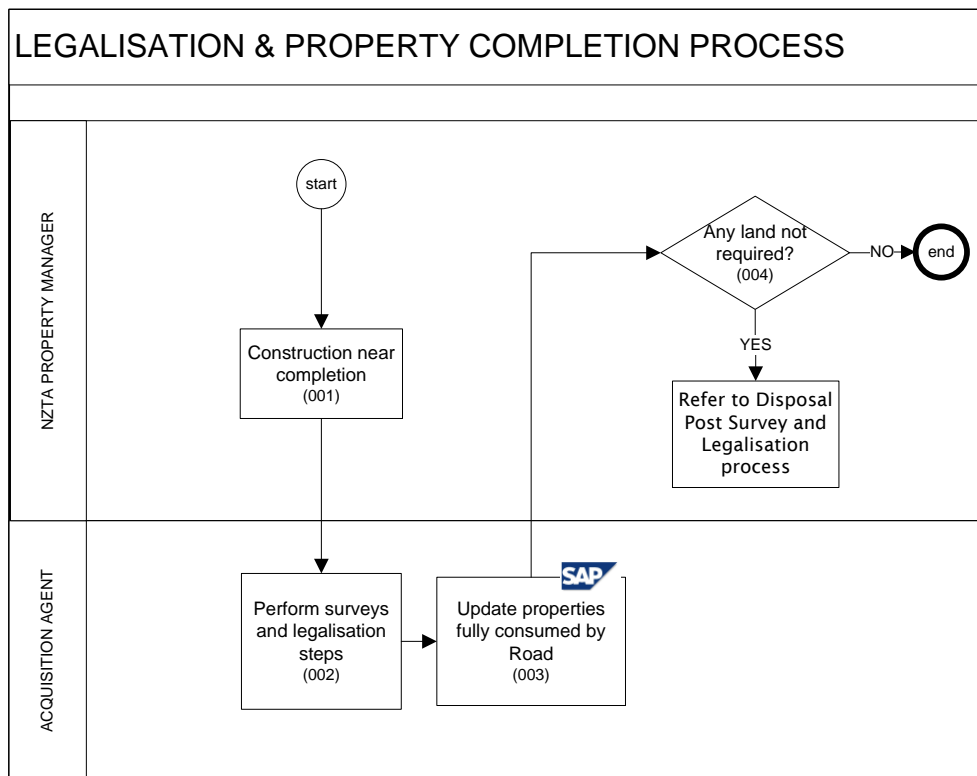 LEGALISATION & PROPERTY COMPLETION PROCESS
NZTA PROPERTY MANAGER
start
Construction near
completion
(001)
Any land not
required?
(004)
NO
end
YES
Refer to Disposal
Post Survey and
Legalisation
process
ACQUISITION AGENT
Perform surveys
and legalisation
steps
(002)
SAP
Update properties
fully consumed by
Road
(003)